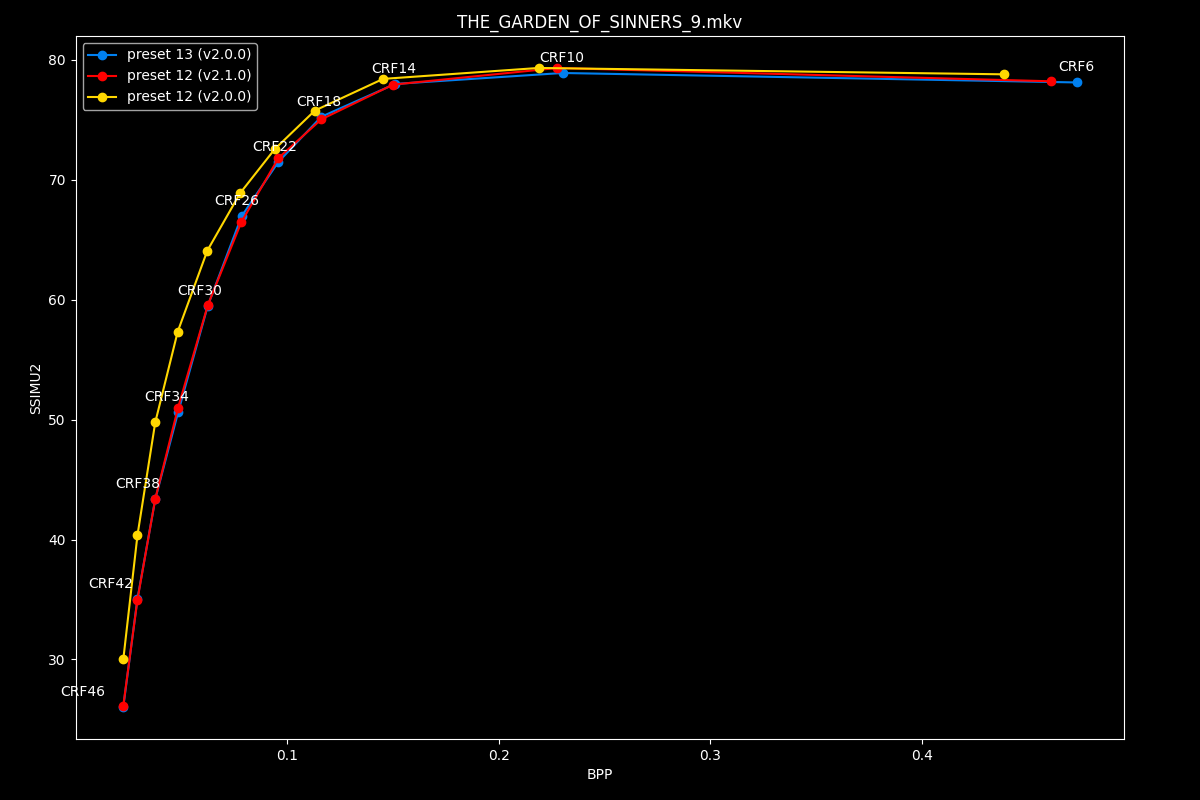 THE_GARDEN_OF_SINNERS_9.mkv
preset 13 (v2.0.0)
preset 12 (v2.1.0)
preset 12 (v2.0.0)
CRF6
CRF10
CRF14
CRF18
CRF22
CRF26
CRF30
CRF34
CRF38
CRF42
CRF46
80
70
60
50
40
30
SSIMU2
0.1
0.2
0.3
0.4
BPP